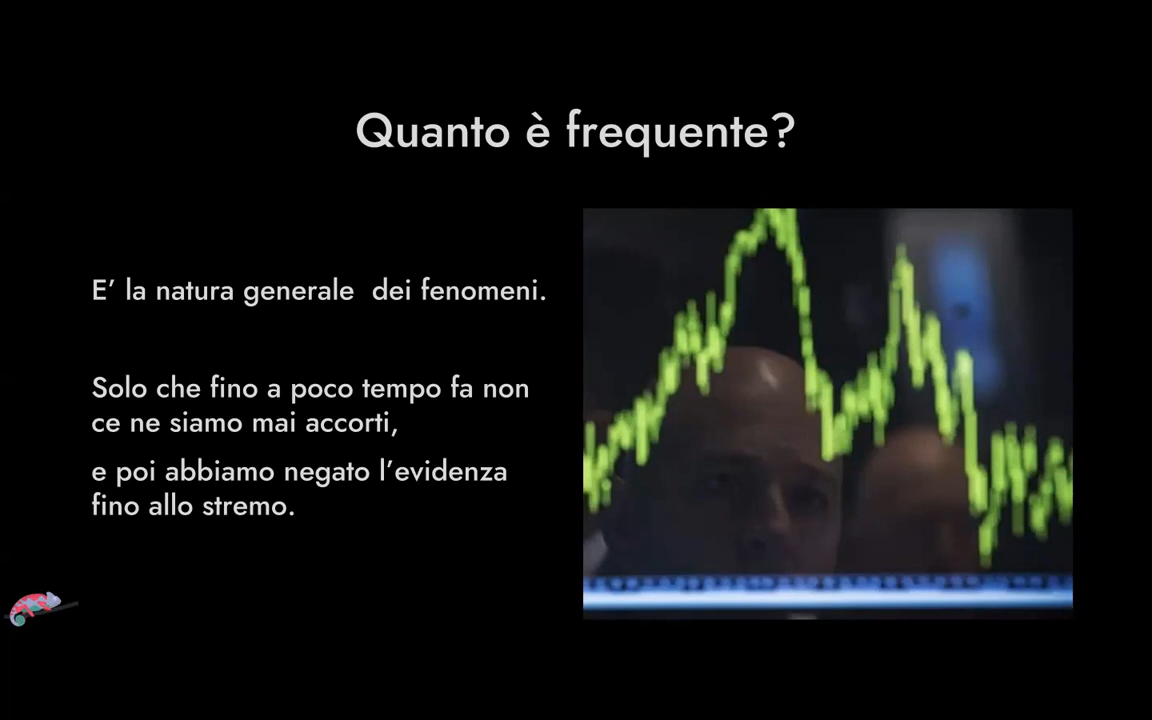 Quanto è frequente?
E’ la natura generale  dei fenomeni.
Solo che fino a poco tempo fa non
ce ne siamo mai accorti,
e poi abbiamo negato l’evidenza
fino allo stremo.